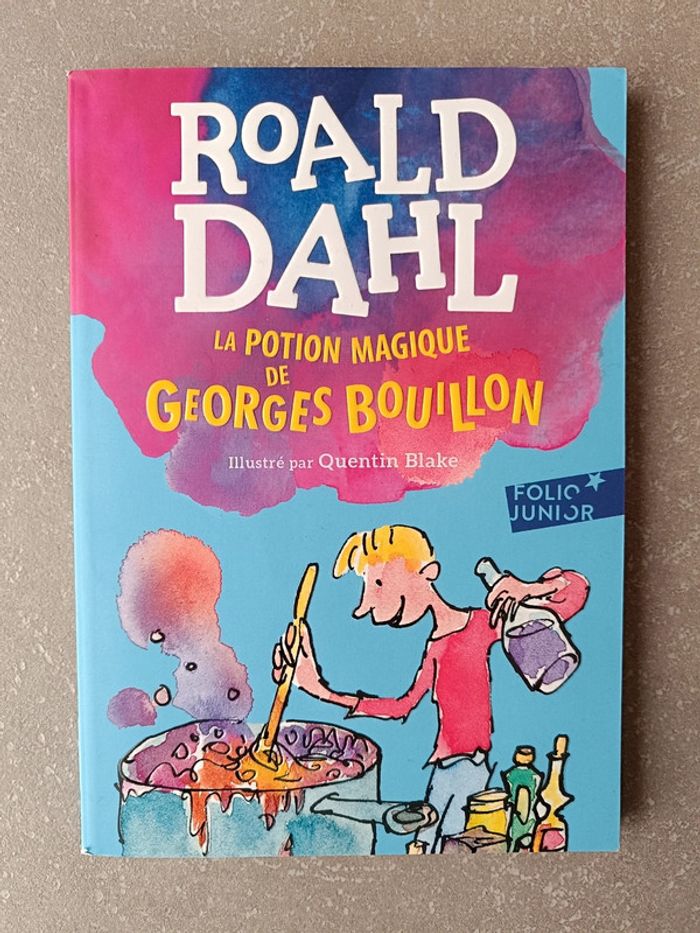 ROALD
DAHL
LA POTION MAGIQUE
DE
GEORGES BOUILLON
Illustré par Quentin Blake
FOLIO
JUNIOR